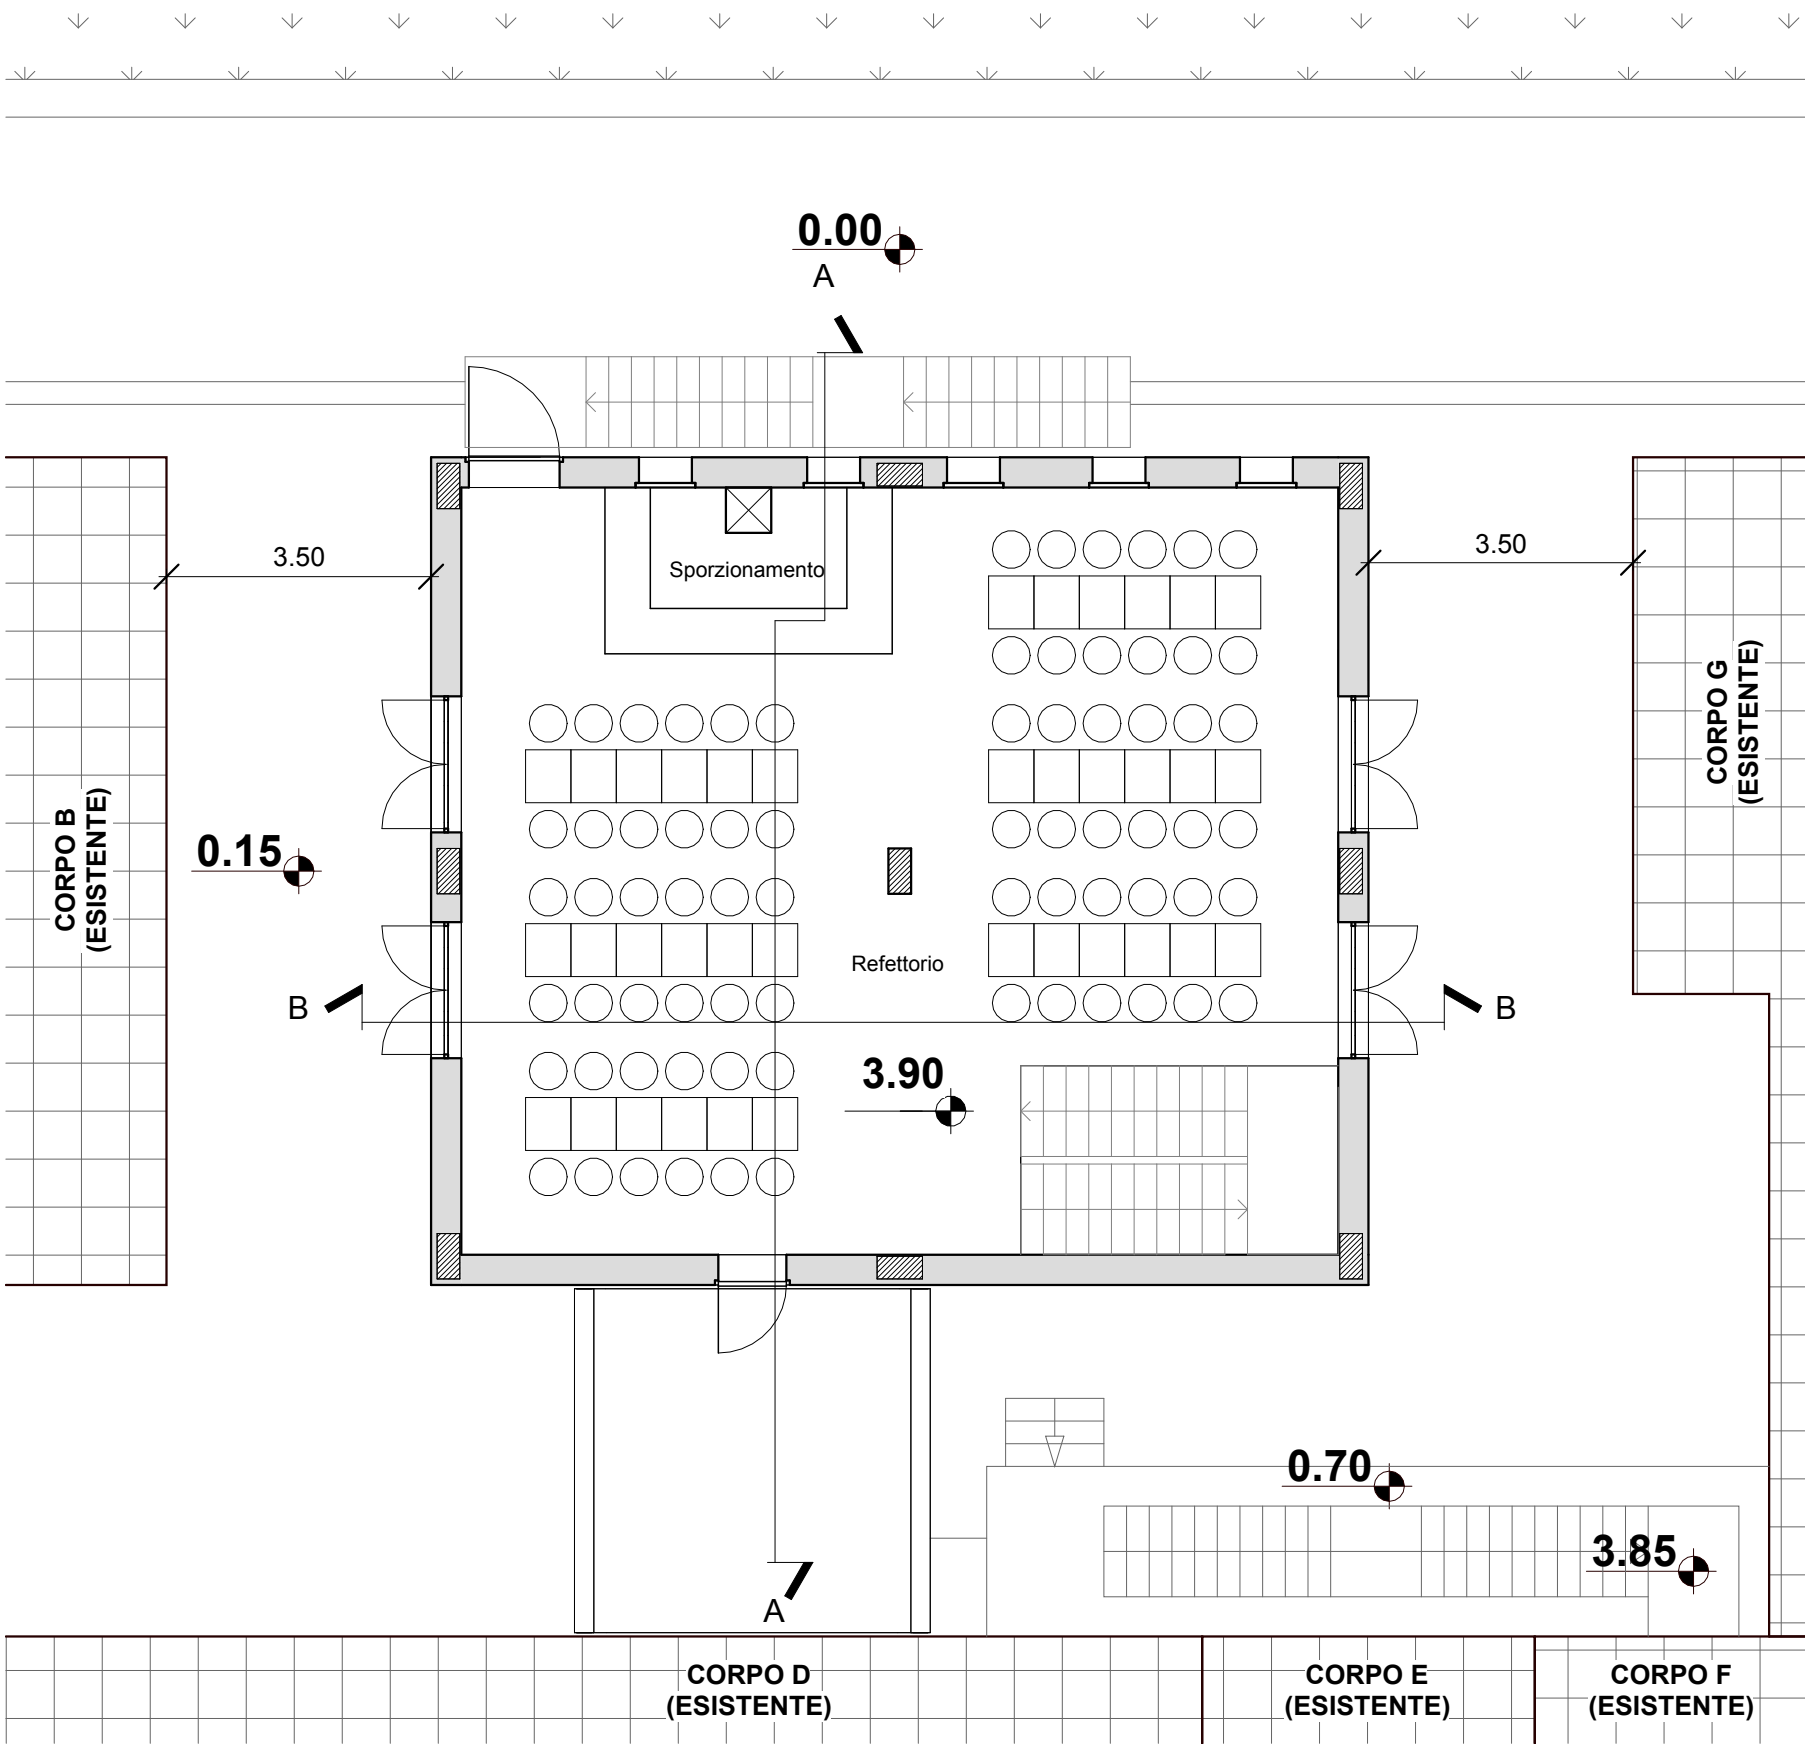 0.00
A
3.50
3.50
Sporzionamento
CORPO G
(ESISTENTE)
CORPO B
(ESISTENTE)
0.15
Refettorio
B
B
3.90
0.70
3.85
A
CORPO D
(ESISTENTE)
CORPO E
(ESISTENTE)
CORPO F
(ESISTENTE)